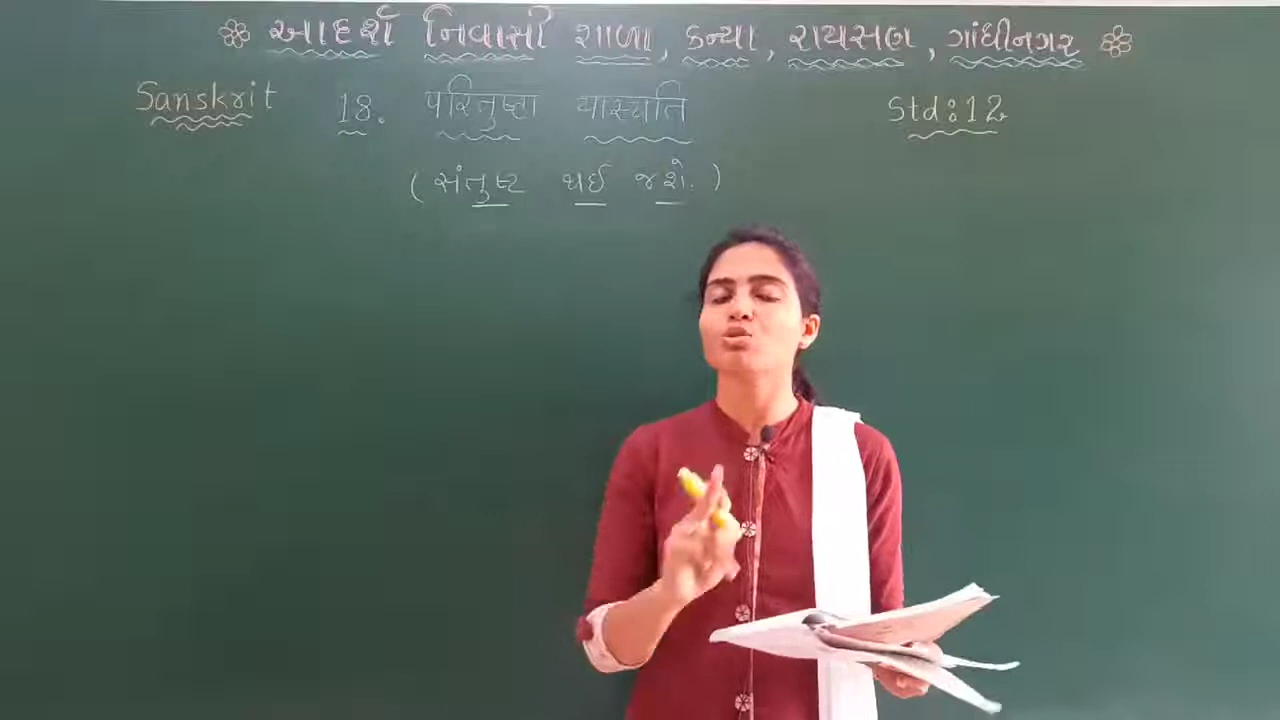 આદર્શ નિવાસી શાળા, કન્યા, રાયસણ, ગાંધીનગર
Sanskrit 18. परितुष्टा यास्यति Std:12
(સંતુષ્ટ થઈ જશે.)